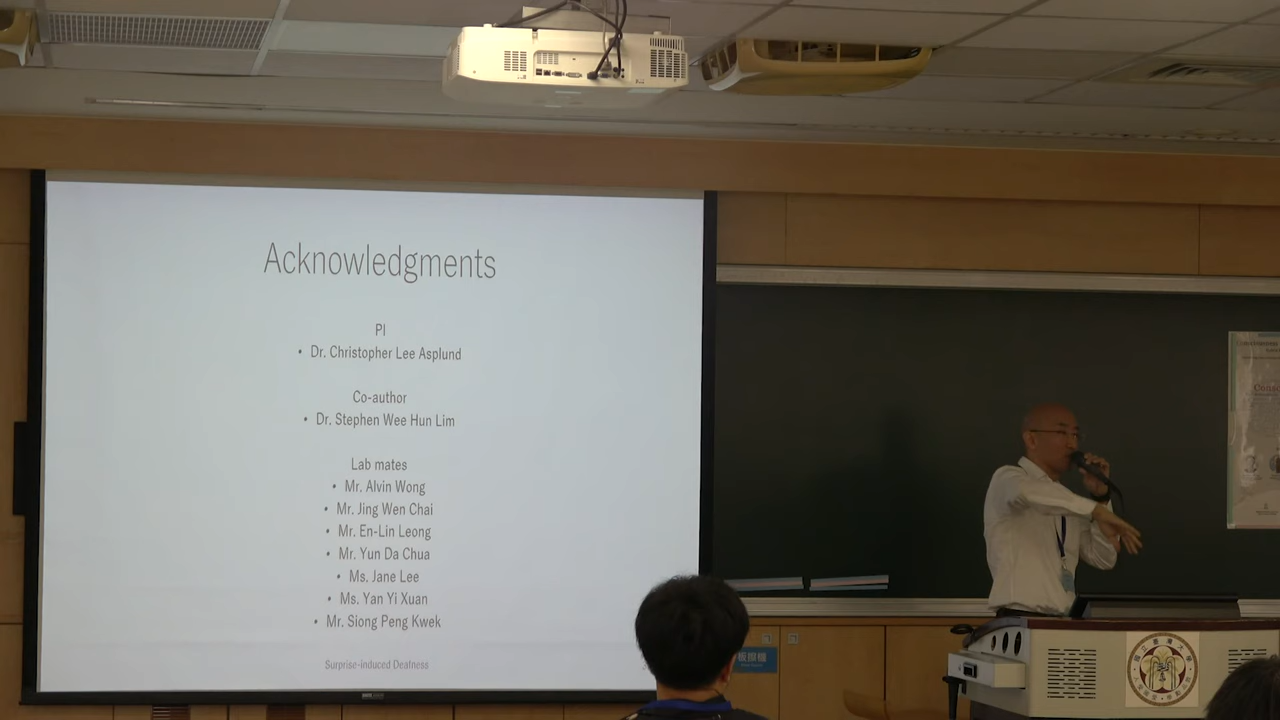 Acknowledgments
PI
• Dr. Christopher Lee Asplund
Co-author
• Dr. Stephen Wee Hun Lim
Lab mates
• Mr. Alvin Wong
• Mr. Jing Wen Chai
• Mr. En-Lin Leong
• Mr. Yun Da Chua
• Ms. Jane Lee
• Ms. Yan Yi Xuan
• Mr. Siong Peng Kwek
Surprise-induced Deafness